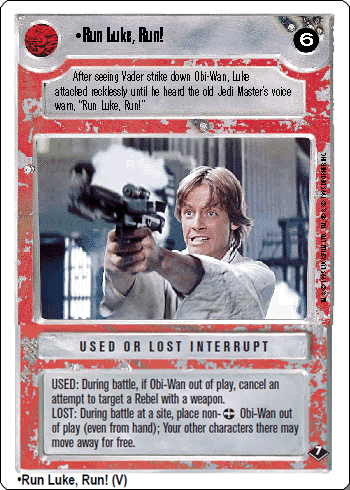 •Run Luke, Run!
6
After seeing Vader strike down Obi-Wan, Luke
attacked recklessly until he heard the old Jedi Master's voice
warn, "Run Luke, Run!"
USED OR LOST INTERRUPT
USED: During battle, if Obi-Wan out of play, cancel an
attempt to target a Rebel with a weapon.
LOST: During battle at a site, place non- Obi-Wan out
of play (even from hand); Your other characters there may
move away for free.
7
•Run Luke, Run! (V)